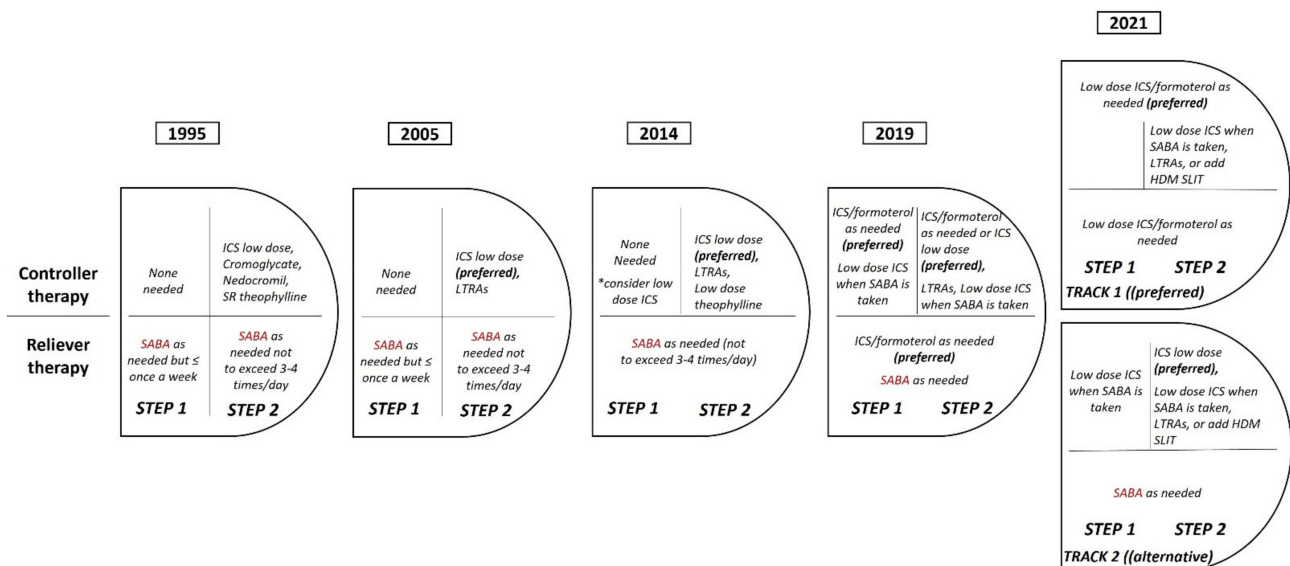 1995
None
needed
ICS low dose,
Cromoglycate,
Nedocromil,
SR theophylline
Controller
therapy
Reliever
therapy
SABA as
needed but ≤
once a week
SABA as
needed not
to exceed 3-4
times/day
STEP 1
STEP 2
2005
None
needed
ICS low dose
(preferred),
LTRAs
SABA as
needed but ≤
once a week
SABA as
needed not
to exceed 3-4
times/day
STEP 1
STEP 2
2014
None
Needed
*consider low
dose ICS
ICS low dose
(preferred),
LTRAs,
Low dose
theophylline
SABA as needed (not
to exceed 3-4 times/day)
STEP 1
STEP 2
2019
ICS/formoterol
as needed
(preferred)
Low dose ICS
when SABA is
taken
ICS/formoterol
as needed or ICS
low dose
(preferred),
LTRAs, Low dose ICS
when SABA is taken
ICS/formoterol as needed
(preferred)
SABA as needed
STEP 1
STEP 2
2021
Low dose ICS/formoterol as
needed (preferred)
Low dose ICS when
SABA is taken,
LTRAs, or add
HDM SLIT
Low dose ICS/formoterol as
needed
STEP 1
STEP 2
TRACK 1 ((preferred)
Low dose ICS
when SABA is
taken
ICS low dose
(preferred),
Low dose ICS when
SABA is taken,
LTRAs, or add HDM
SLIT
SABA as needed
STEP 1
STEP 2
TRACK 2 ((alternative)